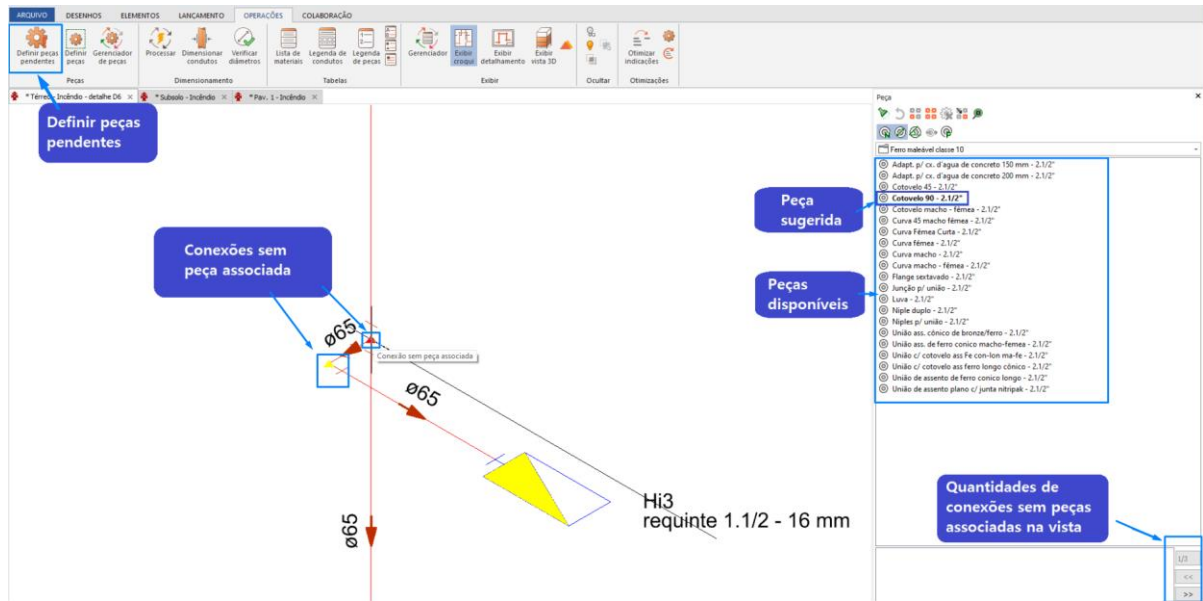 ARQUIVO DESENHOS ELEMENTOS LANÇAMENTO OPERAÇÕES COLABORAÇÃO
Definir peças pendentes
Definir peças
Gerenciador de peças
Processar
Dimensionar condutos
Verificar diâmetros
Lista de materiais
Legenda de condutos
Legenda de peças
Gerenciador
Exibir croqui
Exibir detalhamento
Exibir vista 3D
Otimizar indicações
Peças Dimensionamento Tabelas Exibir Ocultar Otimizações
* Térreo - Incêndio - detalhe D6 × * Subsolo - Incêndio × * Pav. 1 - Incêndio ×
Definir peças
pendentes
Conexões sem
peça associada
ø65
Conexão sem peça associada
ø65
ø65
Hi3
requinte 1.1/2 - 16 mm
Peça
Ferro maleável classe 10
Adapt. p/ cx. d'agua de concreto 150 mm - 2.1/2"
Adapt. p/ cx. d'agua de concreto 200 mm - 2.1/2"
Cotovelo 45 - 2.1/2"
Cotovelo 90 - 2.1/2"
Cotovelo macho - fêmea - 2.1/2"
Curva 45 macho fêmea - 2.1/2"
Curva Fêmea Curta - 2.1/2"
Curva fêmea - 2.1/2"
Curva macho - 2.1/2"
Curva macho - fêmea - 2.1/2"
Flange sextavado - 2.1/2"
Junção p/ união - 2.1/2"
Luva - 2.1/2"
Niple duplo - 2.1/2"
Niples p/ união - 2.1/2"
União ass. cônico de bronze/ferro - 2.1/2"
União ass. de ferro conico macho-femea - 2.1/2"
União c/ cotovelo ass Fe con-lon ma-fe - 2.1/2"
União c/ cotovelo ass ferro longo cônico - 2.1/2"
União de assento de ferro conico longo - 2.1/2"
União de assento plano c/ junta nitripak - 2.1/2"
Peça
sugerida
Peças
disponíveis
Quantidades de
conexões sem peças
associadas na vista
<<
>>